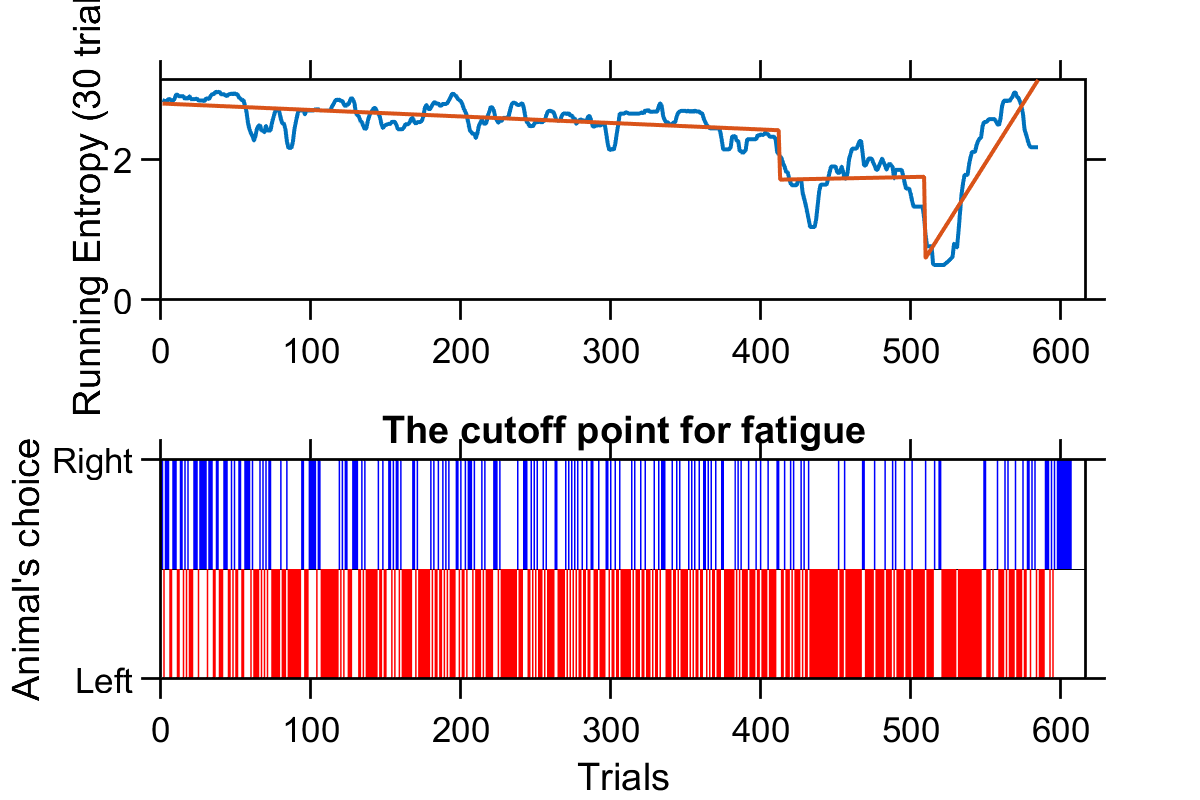 Running Entropy (30 trial
2
0
0 100 200 300 400 500 600
The cutoff point for fatigue
Animal's choice
Right
Left
0 100 200 300 400 500 600
Trials